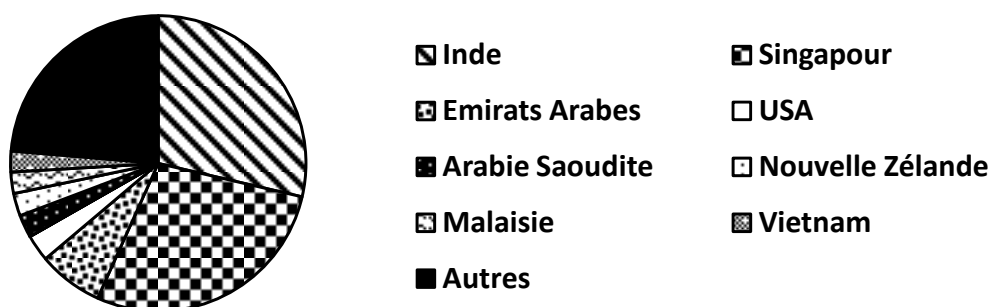 Inde
Singapour
Emirats Arabes
USA
Arabie Saoudite
Nouvelle Zélande
Malaisie
Vietnam
Autres